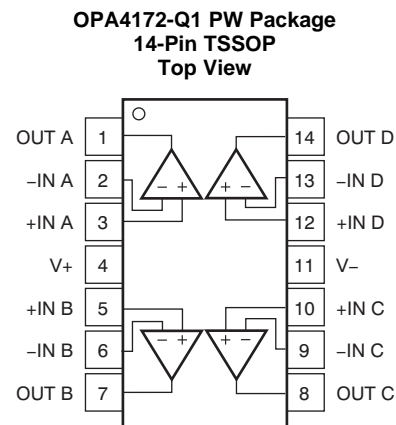 OPA4172-Q1 PW Package
14-Pin TSSOP
Top View
OUT A 1 14 OUT D
−IN A 2 − + + − 13 −IN D
+IN A 3 12 +IN D
V+ 4 11 V−
+IN B 5 10 +IN C
−IN B 6 − + + − 9 −IN C
OUT B 7 8 OUT C